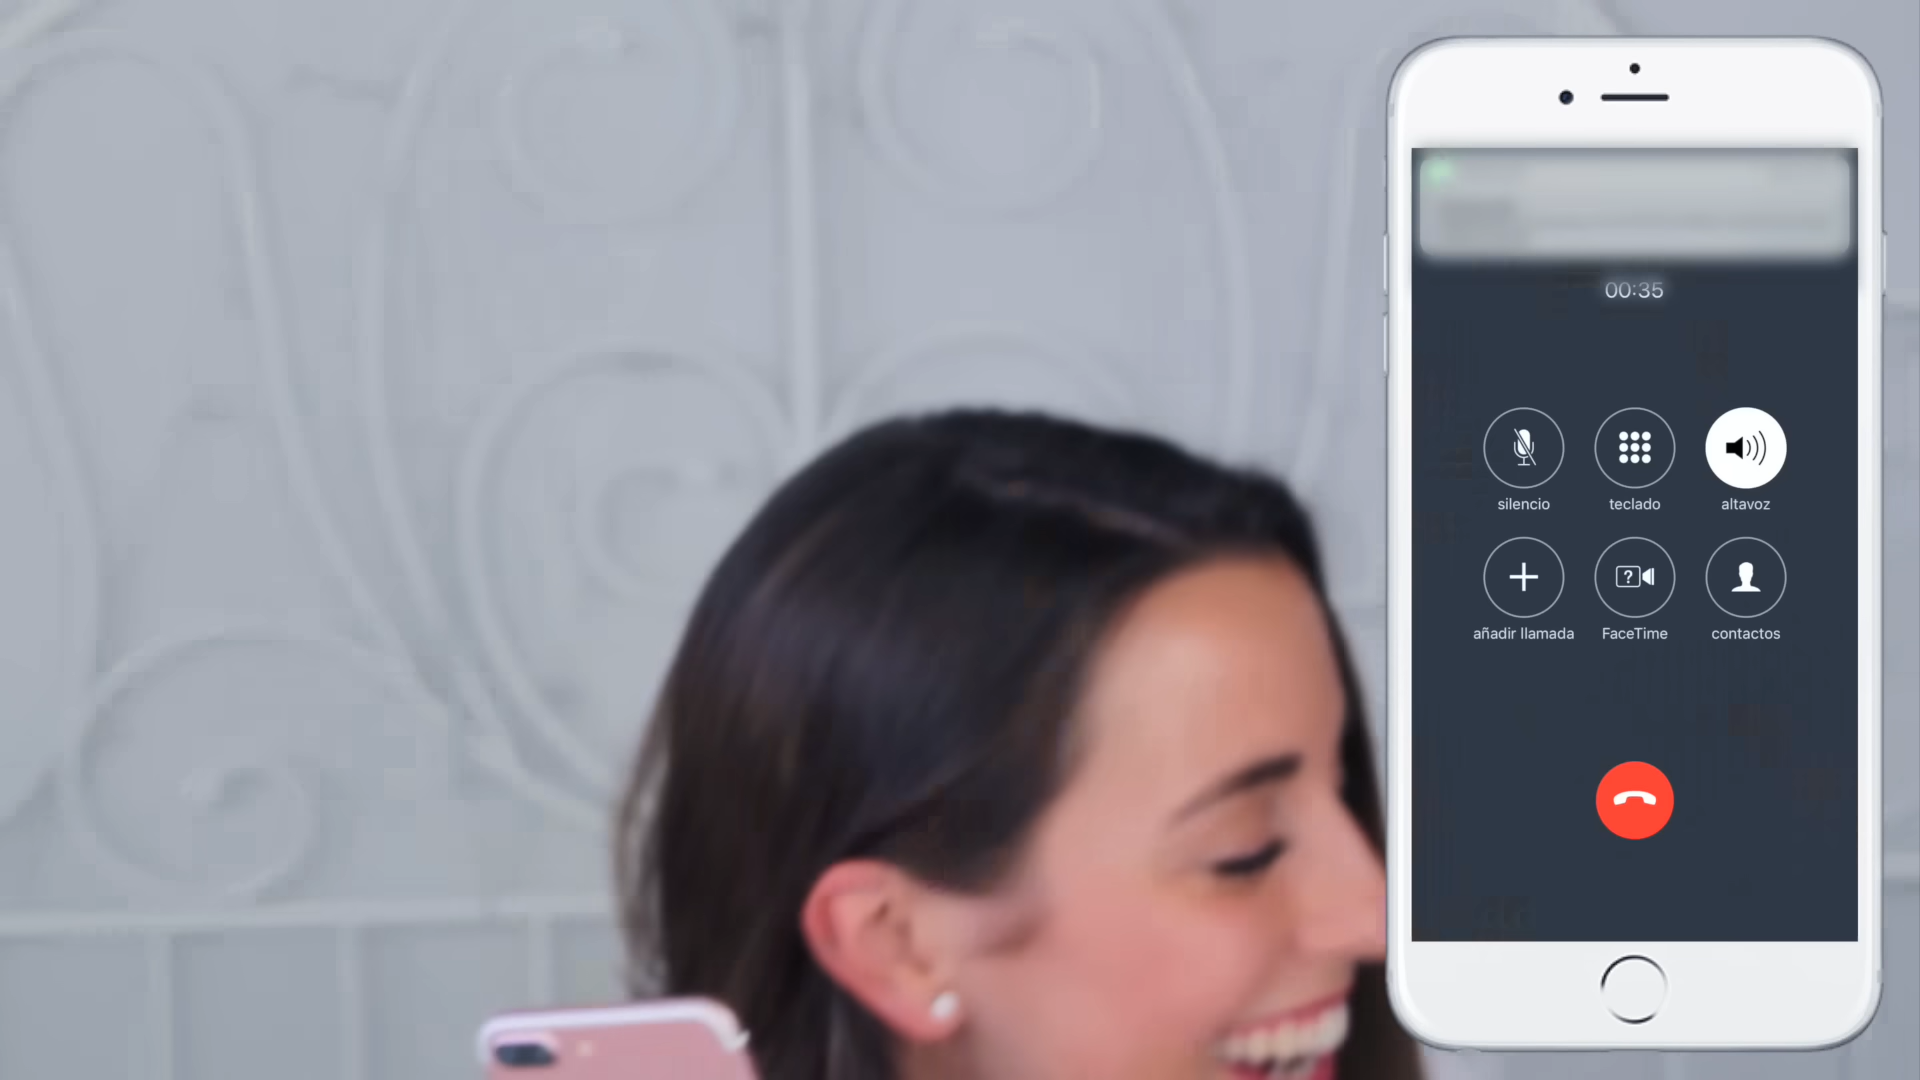 00:35
silencio
teclado
altavoz
añadir llamada
FaceTime
contactos